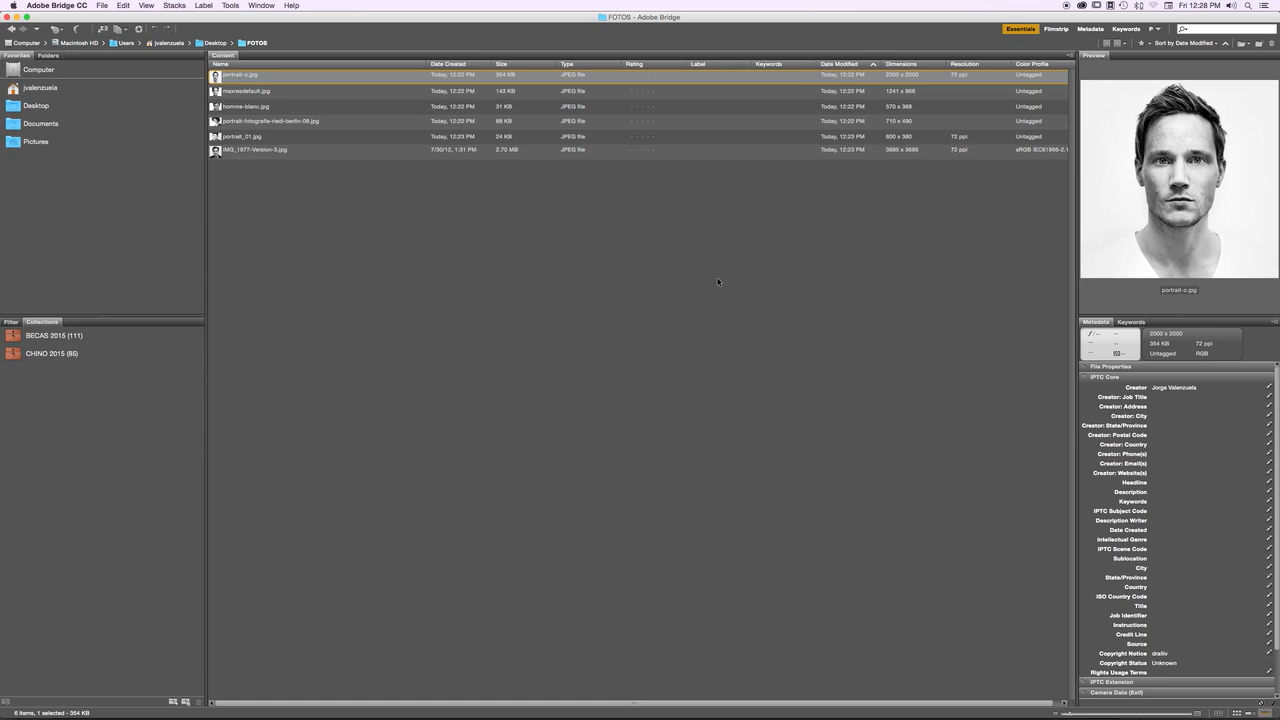 Adobe Bridge CC File Edit View Stacks Label Tools Window Help Fri 12:28 PM
FOTOS - Adobe Bridge
Essentials Filmstrip Metadata Keywords P
Computer Macintosh HD Users jvalenzuela Desktop FOTOS Sort by Date Modified
Favorites Folders Content Preview
Name Date Created Size Type Rating Label Keywords Date Modified Dimensions Resolution Color Profile
portrait-o.jpg Today, 12:22 PM 354 KB JPEG file Today, 12:22 PM 2000 x 2000 72 ppi Untagged
maxresdefault.jpg Today, 12:22 PM 143 KB JPEG file Today, 12:22 PM 1241 x 866 Untagged
homme-blanc.jpg Today, 12:22 PM 31 KB JPEG file Today, 12:22 PM 570 x 368 Untagged
portrait-fotografie-riedl-berlin-08.jpg Today, 12:22 PM 88 KB JPEG file Today, 12:22 PM 710 x 490 Untagged
portrait_01.jpg Today, 12:23 PM 24 KB JPEG file Today, 12:23 PM 600 x 380 72 ppi Untagged
IMG_1977-Version-3.jpg 7/30/12, 1:31 PM 2.70 MB JPEG file Today, 12:23 PM 3685 x 3685 72 ppi sRGB IEC61966-2.1
Computer
jvalenzuela
Desktop
Documents
Pictures
portrait-o.jpg
Filter Collections
BECAS 2015 (111)
CHINO 2015 (85)
Metadata Keywords
2000 x 2000
354 KB 72 ppi
ISO Untagged RGB
File Properties
IPTC Core
Creator Jorge Valenzuela
Creator: Job Title
Creator: Address
Creator: City
Creator: State/Province
Creator: Postal Code
Creator: Country
Creator: Phone(s)
Creator: Email(s)
Creator: Website(s)
Headline
Description
Keywords
IPTC Subject Code
Description Writer
Date Created
Intellectual Genre
IPTC Scene Code
Sublocation
City
State/Province
Country
ISO Country Code
Title
Job Identifier
Instructions
Credit Line
Source
Copyright Notice
Copyright Status Unknown
Rights Usage Terms
IPTC Extension
Camera Data (Exif)
6 items, 1 selected - 354 KB